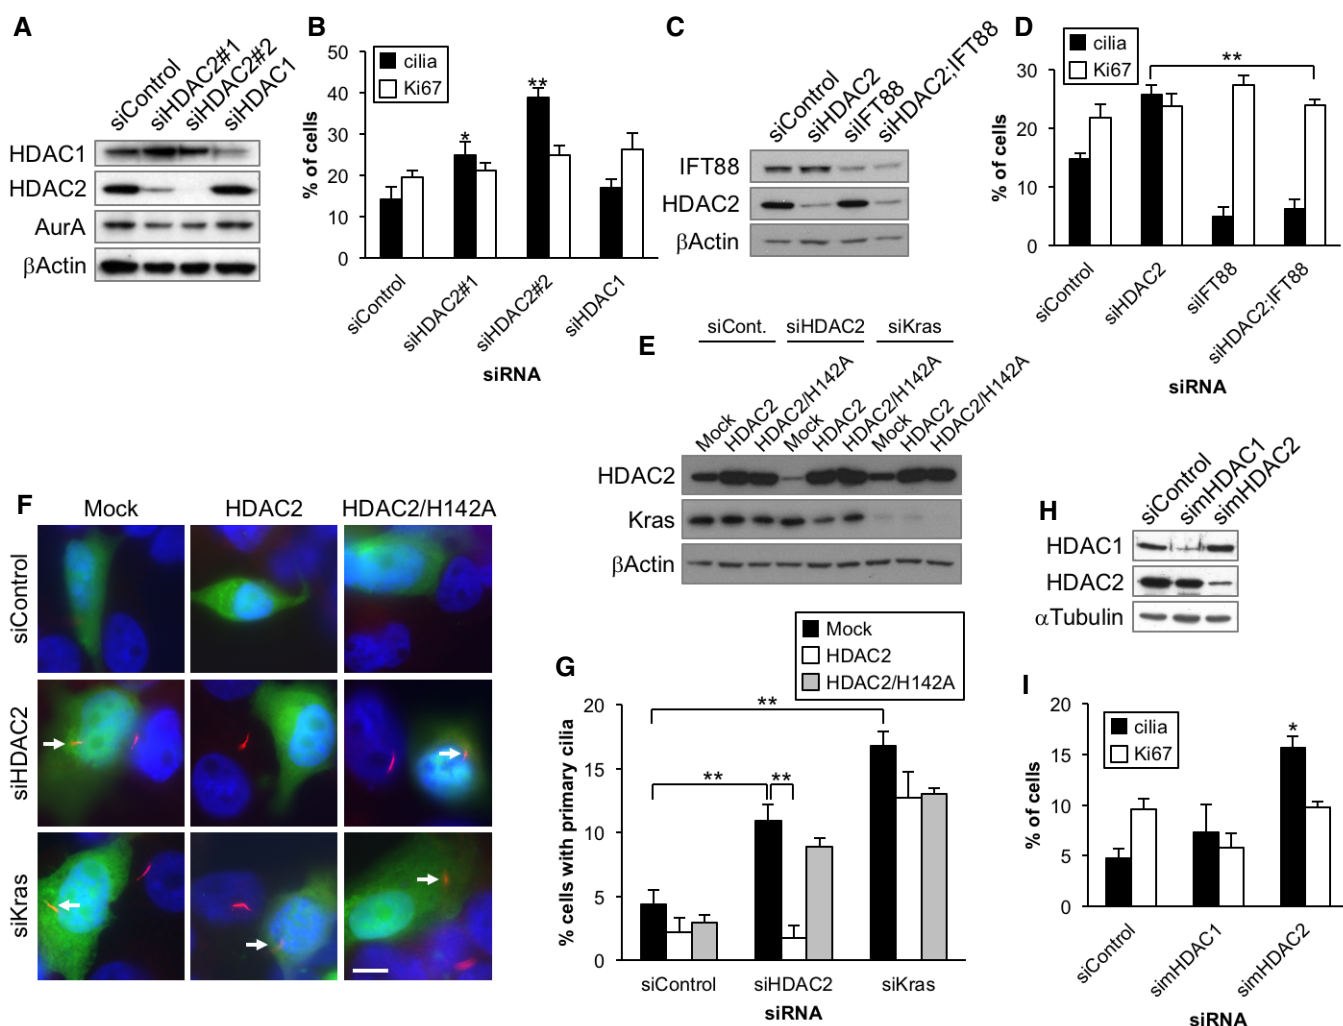 A
siControl
siHDAC2#1
siHDAC2#2
siHDAC1
HDAC1
HDAC2
AurA
βActin
B
cilia
Ki67
% of cells
50
40
30
20
10
0
*
**
siControl
siHDAC2#1
siHDAC2#2
siHDAC1
siRNA
C
siControl
siHDAC2
siIFT88
siHDAC2;IFT88
IFT88
HDAC2
βActin
D
cilia
Ki67
**
% of cells
30
20
10
0
siControl
siHDAC2
siIFT88
siHDAC2;IFT88
siRNA
E
siCont.
siHDAC2
siKras
Mock
HDAC2
HDAC2/H142A
Mock
HDAC2
HDAC2/H142A
Mock
HDAC2
HDAC2/H142A
HDAC2
Kras
βActin
F
Mock
HDAC2
HDAC2/H142A
siControl
siHDAC2
siKras
G
Mock
HDAC2
HDAC2/H142A
% cells with primary cilia
20
15
10
5
0
**
**
**
siControl
siHDAC2
siKras
siRNA
H
siControl
simHDAC1
simHDAC2
HDAC1
HDAC2
αTubulin
I
cilia
Ki67
% of cells
20
15
10
5
0
*
siControl
simHDAC1
simHDAC2
siRNA